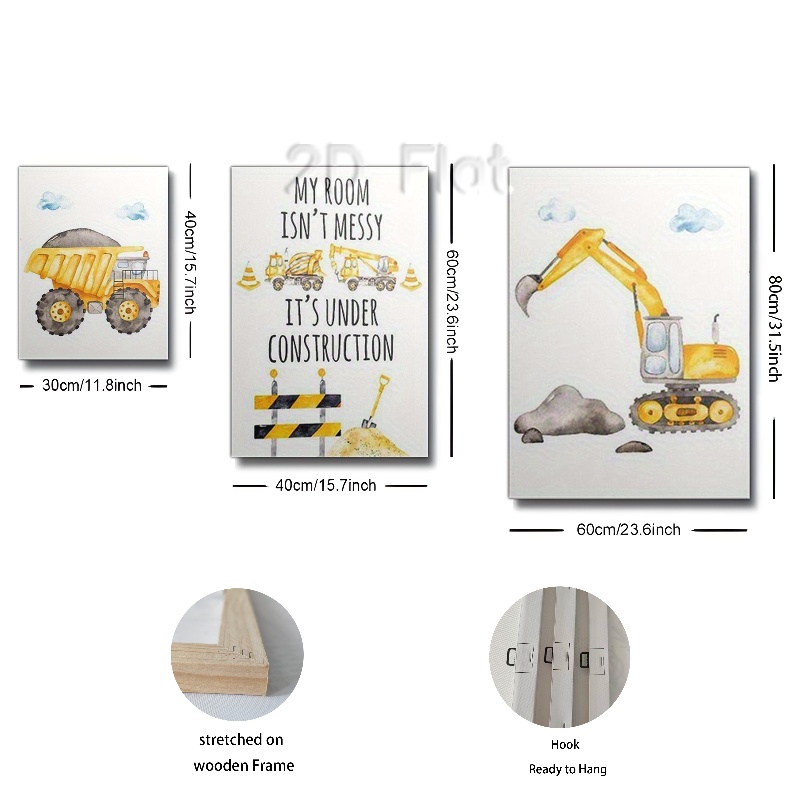 2D Flat
MY ROOM
ISN'T MESSY
IT'S UNDER
CONSTRUCTION
40cm/15.7inch
30cm/11.8inch
60cm/23.6inch
40cm/15.7inch
80cm/31.5inch
60cm/23.6inch
stretched on
wooden Frame
Hook
Ready to Hang